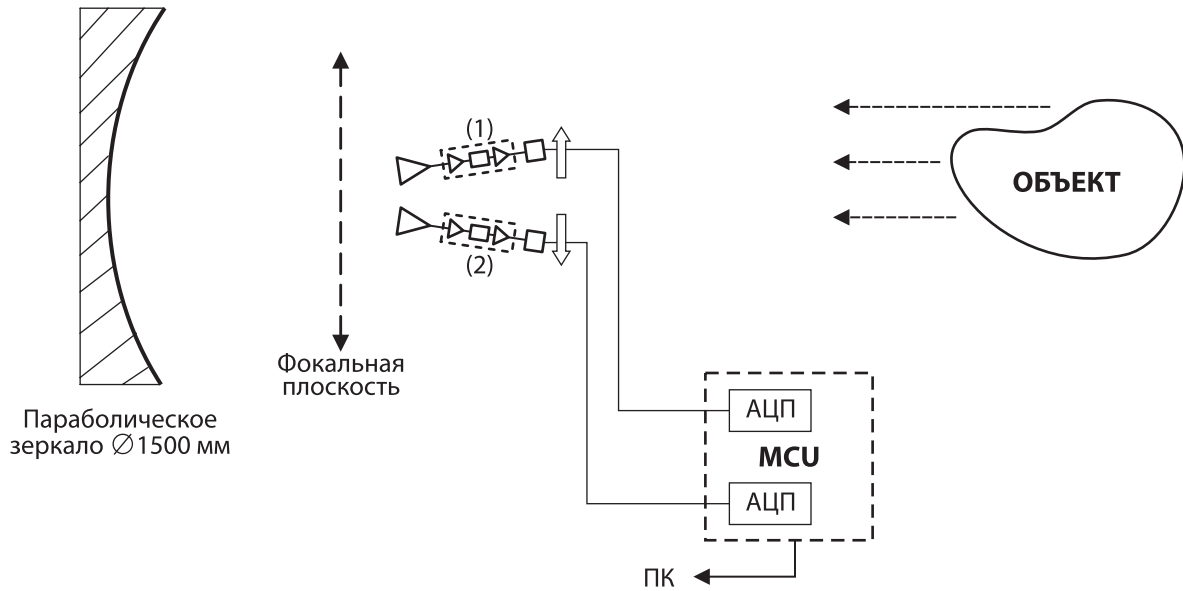 (1)
(2)
ОБЪЕКТ
Фокальная
плоскость
Параболическое
зеркало ∅1500 мм
АЦП
MCU
АЦП
ПК